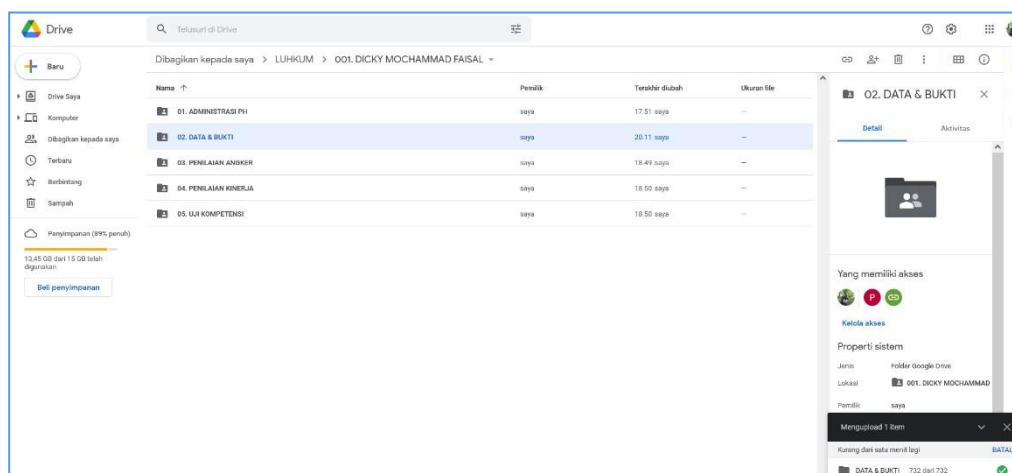 Drive
Telusuri di Drive
Baru
Drive Saya
Komputer
Dibagikan kepada saya
Terbaru
Berbintang
Sampah
Penyimpanan (89% penuh)
13,45 GB dari 15 GB telah
digunakan
Beli penyimpanan
Dibagikan kepada saya > LUHKUM > 001. DICKY MOCHAMMAD FAISAL
Nama ↑ Pemilik Terakhir diubah Ukuran file
01. ADMINISTRASI PH saya 17.51 saya —
02. DATA & BUKTI saya 20.11 saya —
03. PENILAIAN ANGKER saya 18.49 saya —
04. PENILAIAN KINERJA saya 18.50 saya —
05. UJI KOMPETENSI saya 18.50 saya —
02. DATA & BUKTI
Detail Aktivitas
Yang memiliki akses
P
Kelola akses
Properti sistem
Jenis Folder Google Drive
Lokasi 001. DICKY MOCHAMMAD
Pemilik saya
Mengupload 1 item
Kurang dari satu menit lagi BATAL
DATA & BUKTI 732 dari 732